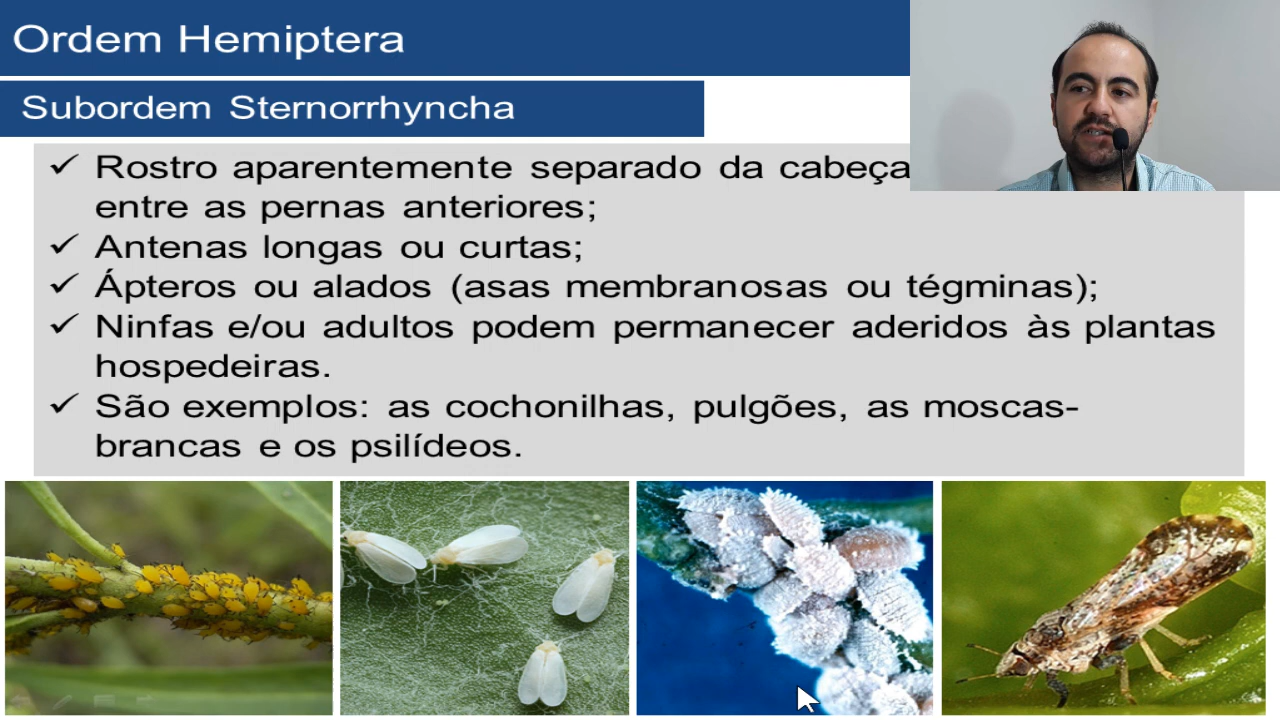 Ordem Hemiptera
Subordem Sternorrhyncha
✓ Rostro aparentemente separado da cabeça
entre as pernas anteriores;
✓ Antenas longas ou curtas;
✓ Ápteros ou alados (asas membranosas ou tégminas);
✓ Ninfas e/ou adultos podem permanecer aderidos às plantas
hospedeiras.
✓ São exemplos: as cochonilhas, pulgões, as moscas-
brancas e os psilídeos.